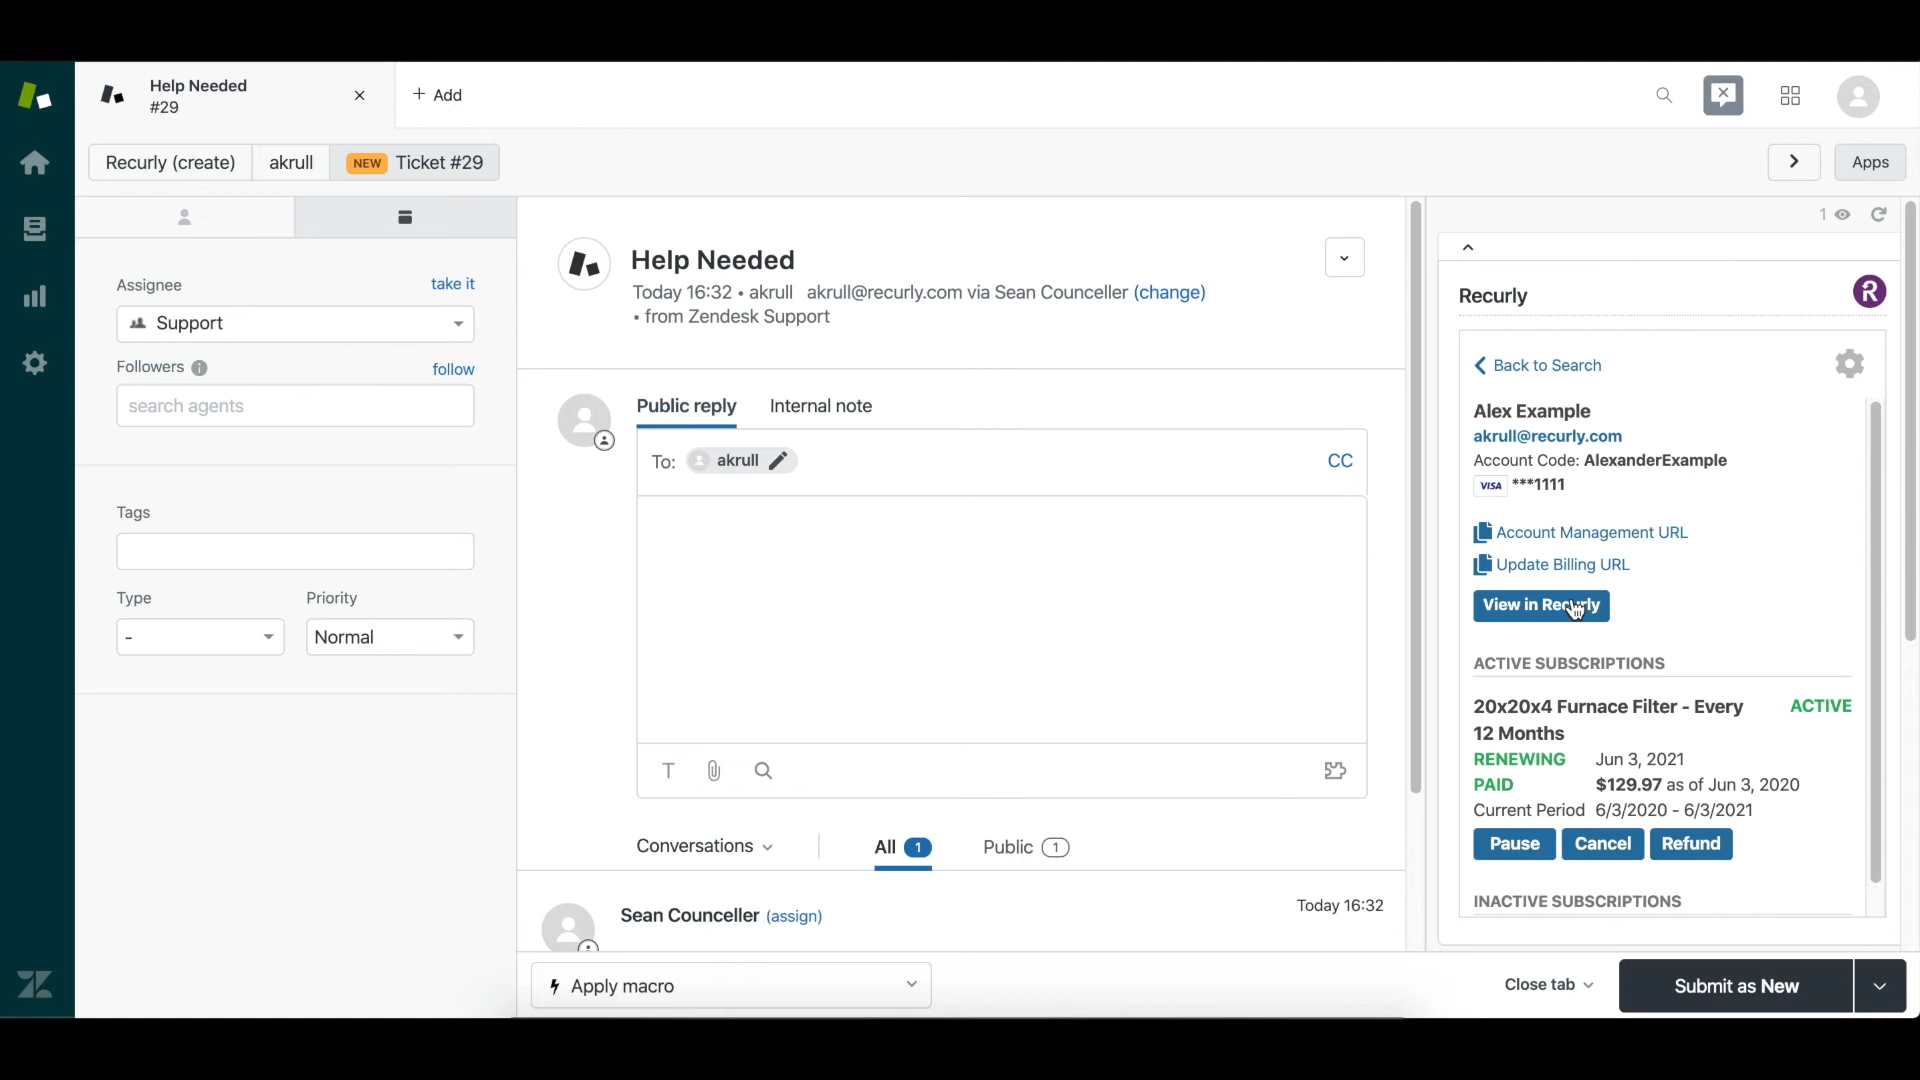 Help Needed
#29
+ Add
Recurly (create)
akrull
NEW Ticket #29
Apps
Assignee
take it
Support
Followers
follow
search agents
Tags
Type
Priority
-
Normal
Help Needed
Today 16:32 • akrull akrull@recurly.com via Sean Counceller (change)
• from Zendesk Support
Public reply
Internal note
To: akrull
CC
T
Conversations
All 1
Public 1
Sean Counceller (assign)
Today 16:32
Apply macro
1
Recurly
R
Back to Search
Alex Example
akrull@recurly.com
Account Code: AlexanderExample
VISA ***1111
Account Management URL
Update Billing URL
View in Recurly
ACTIVE SUBSCRIPTIONS
20x20x4 Furnace Filter - Every ACTIVE
12 Months
RENEWING Jun 3, 2021
PAID $129.97 as of Jun 3, 2020
Current Period 6/3/2020 - 6/3/2021
Pause Cancel Refund
INACTIVE SUBSCRIPTIONS
Close tab
Submit as New